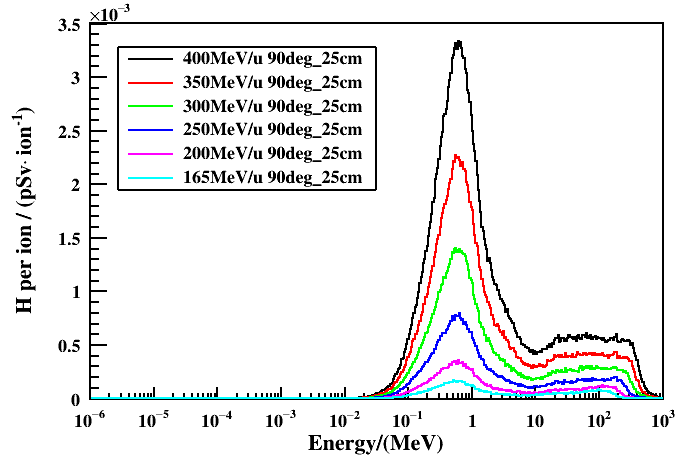 ×10⁻³
3.5
3
2.5
2
1.5
1
0.5
0
H per ion / (pSv· ion⁻¹)
400MeV/u 90deg_25cm
350MeV/u 90deg_25cm
300MeV/u 90deg_25cm
250MeV/u 90deg_25cm
200MeV/u 90deg_25cm
165MeV/u 90deg_25cm
10⁻⁶ 10⁻⁵ 10⁻⁴ 10⁻³ 10⁻² 10⁻¹ 1 10 10² 10³
Energy/(MeV)